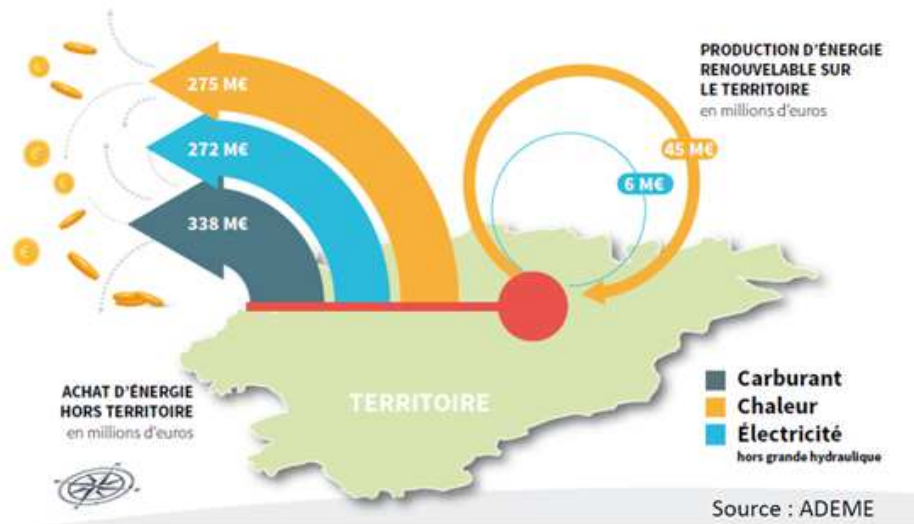 275 M€
272 M€
338 M€
PRODUCTION D'ÉNERGIE
RENOUVELABLE SUR
LE TERRITOIRE
en millions d'euros
45 M€
6 M€
ACHAT D'ÉNERGIE
HORS TERRITOIRE
en millions d'euros
TERRITOIRE
Carburant
Chaleur
Électricité
hors grande hydraulique
Source : ADEME